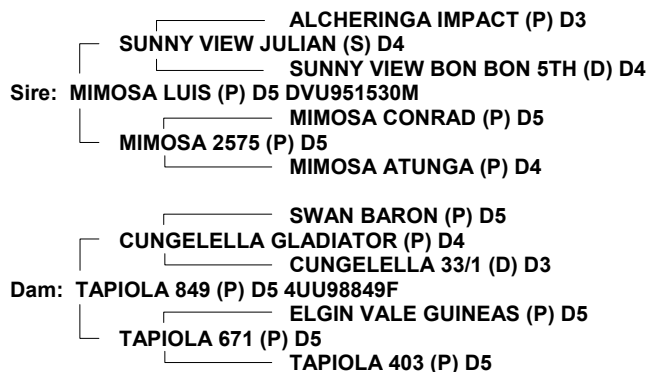 ALCHERINGA IMPACT (P) D3
SUNNY VIEW JULIAN (S) D4
SUNNY VIEW BON BON 5TH (D) D4
Sire: MIMOSA LUIS (P) D5 DVU951530M
MIMOSA CONRAD (P) D5
MIMOSA 2575 (P) D5
MIMOSA ATUNGA (P) D4
SWAN BARON (P) D5
CUNGELELLA GLADIATOR (P) D4
CUNGELELLA 33/1 (D) D3
Dam: TAPIOLA 849 (P) D5 4UU98849F
ELGIN VALE GUINEAS (P) D5
TAPIOLA 671 (P) D5
TAPIOLA 403 (P) D5